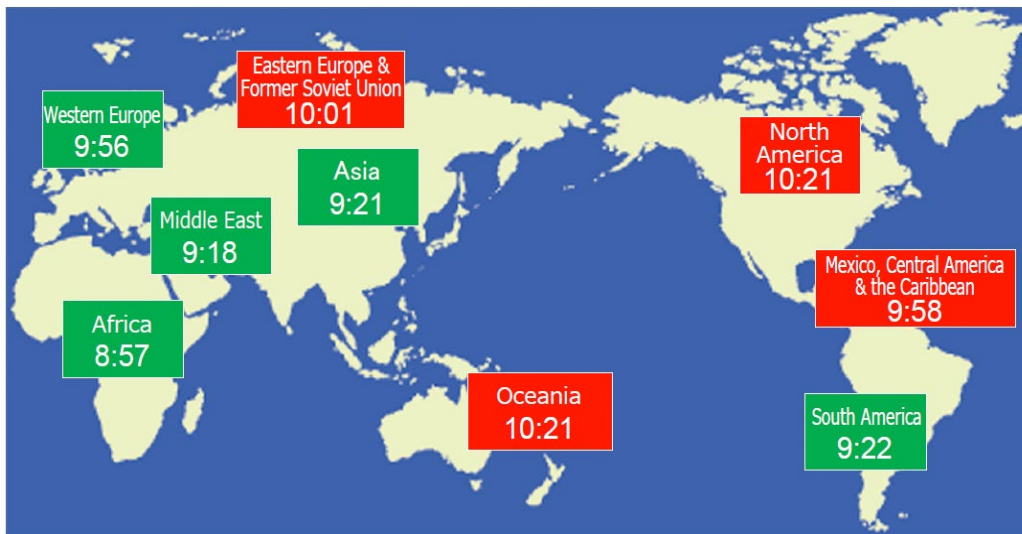 Eastern Europe &
Former Soviet Union
10:01
Western Europe
9:56
North
America
10:21
Asia
9:21
Middle East
9:18
Mexico, Central America
& the Caribbean
9:58
Africa
8:57
Oceania
10:21
South America
9:22